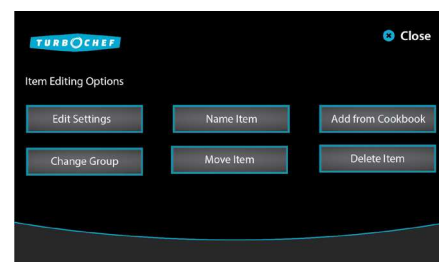 TURBOCHEF
Close
Item Editing Options
Edit Settings Name Item Add from Cookbook
Change Group Move Item Delete Item